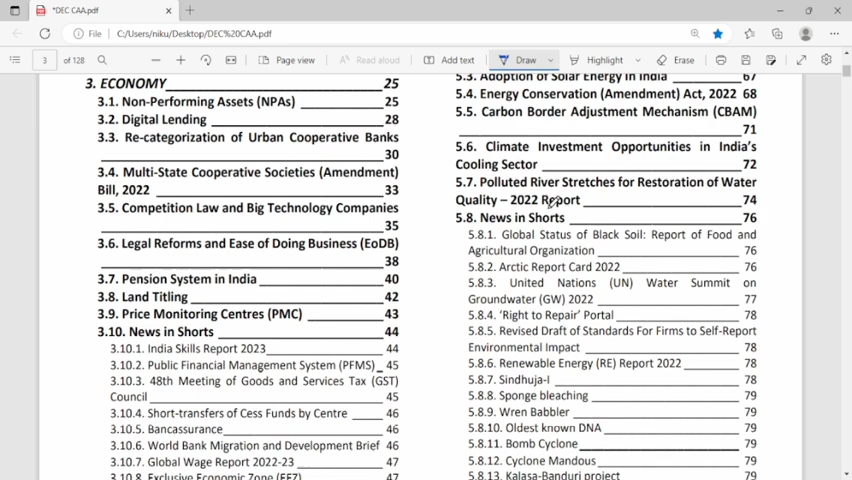 *DEC CAA.pdf
File
C:/Users/niku/Desktop/DEC%20CAA.pdf
3 of 128
Page view
Read aloud
Add text
Draw
Highlight
Erase
3. ECONOMY 25
3.1. Non-Performing Assets (NPAs) 25
3.2. Digital Lending 28
3.3. Re-categorization of Urban Cooperative Banks
30
3.4. Multi-State Cooperative Societies (Amendment)
Bill, 2022 33
3.5. Competition Law and Big Technology Companies
35
3.6. Legal Reforms and Ease of Doing Business (EoDB)
38
3.7. Pension System in India 40
3.8. Land Titling 42
3.9. Price Monitoring Centres (PMC) 43
3.10. News in Shorts 44
3.10.1. India Skills Report 2023 44
3.10.2. Public Financial Management System (PFMS) 45
3.10.3. 48th Meeting of Goods and Services Tax (GST)
Council 45
3.10.4. Short-transfers of Cess Funds by Centre 46
3.10.5. Bancassurance 46
3.10.6. World Bank Migration and Development Brief 46
3.10.7. Global Wage Report 2022-23 47
3.10.8. Exclusive Economic Zone (EEZ) 47
5.3. Adoption of Solar Energy in India 67
5.4. Energy Conservation (Amendment) Act, 2022 68
5.5. Carbon Border Adjustment Mechanism (CBAM)
71
5.6. Climate Investment Opportunities in India's
Cooling Sector 72
5.7. Polluted River Stretches for Restoration of Water
Quality – 2022 Report 74
5.8. News in Shorts 76
5.8.1. Global Status of Black Soil: Report of Food and
Agricultural Organization 76
5.8.2. Arctic Report Card 2022 76
5.8.3. United Nations (UN) Water Summit on
Groundwater (GW) 2022 77
5.8.4. 'Right to Repair' Portal 78
5.8.5. Revised Draft of Standards For Firms to Self-Report
Environmental Impact 78
5.8.6. Renewable Energy (RE) Report 2022 78
5.8.7. Sindhuja-I 78
5.8.8. Sponge bleaching 79
5.8.9. Wren Babbler 79
5.8.10. Oldest known DNA 79
5.8.11. Bomb Cyclone 79
5.8.12. Cyclone Mandous 79
5.8.13. Kalasa-Banduri project 79